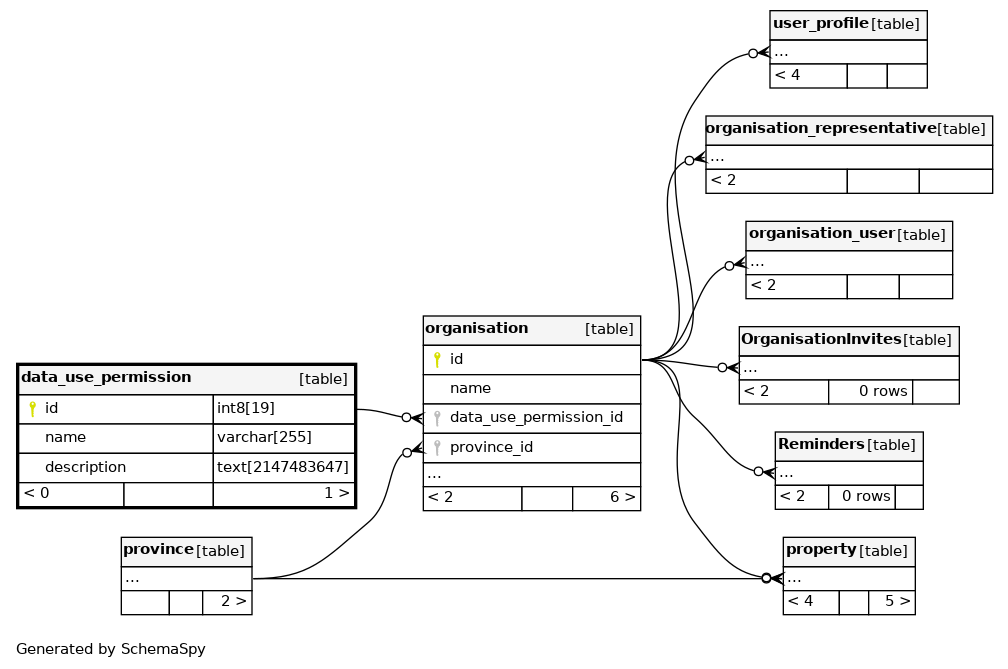 user_profile [table]
...
< 4
organisation_representative [table]
...
< 2
organisation_user [table]
...
< 2
organisation [table]
id
name
data_use_permission_id
province_id
...
< 2 6 >
OrganisationInvites [table]
...
< 2 0 rows
data_use_permission [table]
id int8[19]
name varchar[255]
description text[2147483647]
< 0 1 >
Reminders [table]
...
< 2 0 rows
province [table]
...
2 >
property [table]
...
< 4 5 >
Generated by SchemaSpy